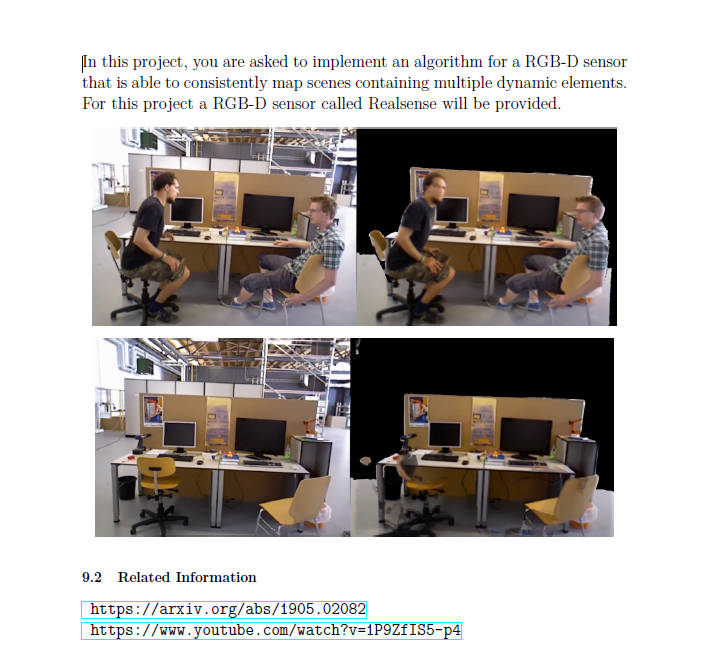 In this project, you are asked to implement an algorithm for a RGB-D sensor
that is able to consistently map scenes containing multiple dynamic elements.
For this project a RGB-D sensor called Realsense will be provided.
9.2 Related Information
https://arxiv.org/abs/1905.02082
https://www.youtube.com/watch?v=1P9ZfIS5-p4